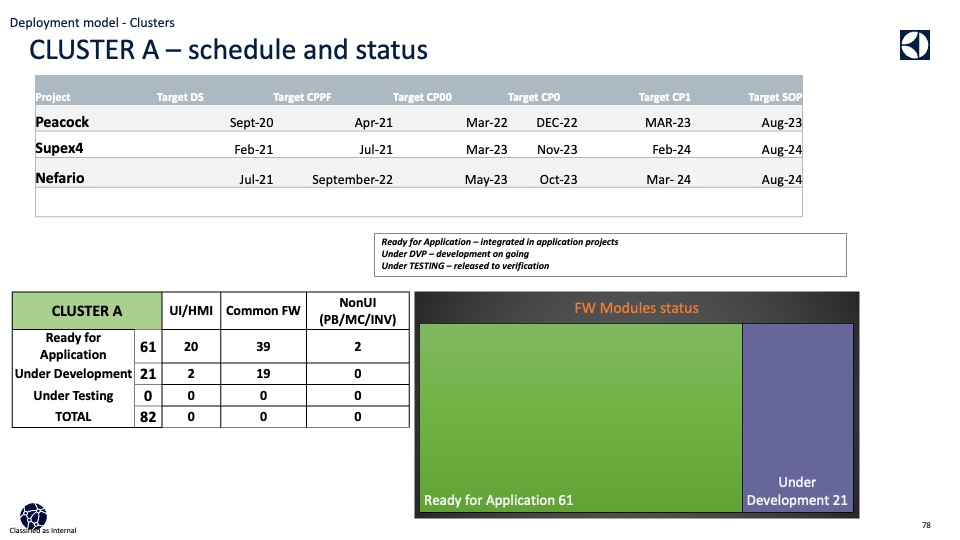 Deployment model - Clusters
CLUSTER A – schedule and status
Project Target DS Target CPPF Target CP00 Target CP0 Target CP1 Target SOP
Peacock Sept-20 Apr-21 Mar-22 DEC-22 MAR-23 Aug-23
Supex4 Feb-21 Jul-21 Mar-23 Nov-23 Feb-24 Aug-24
Nefario Jul-21 September-22 May-23 Oct-23 Mar- 24 Aug-24
Ready for Application – integrated in application projects
Under DVP – development on going
Under TESTING – released to verification
CLUSTER A UI/HMI Common FW NonUI
(PB/MC/INV)
Ready for
Application 61 20 39 2
Under Development 21 2 19 0
Under Testing 0 0 0 0
TOTAL 82 0 0 0
FW Modules status
Ready for Application 61
Under
Development 21
Classified as Internal
78